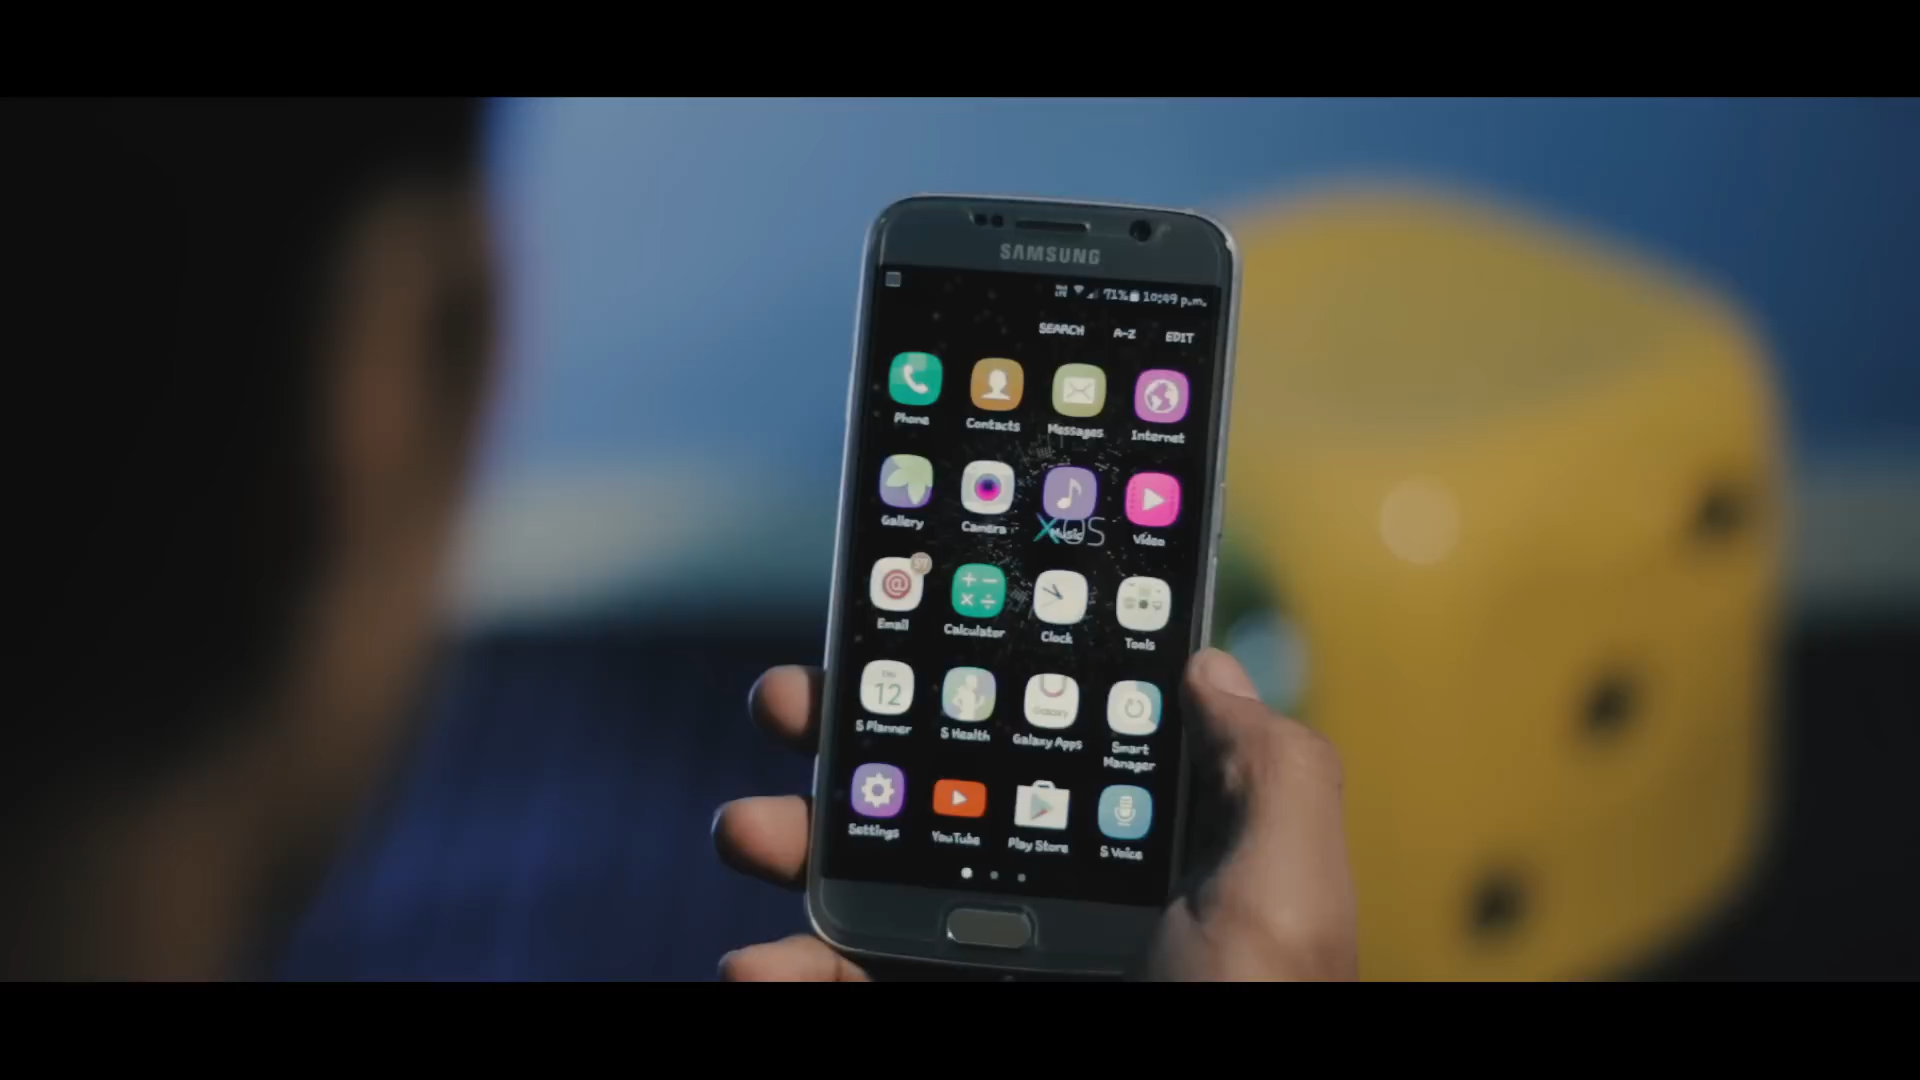 SAMSUNG
71% 10:49 p.m.
SEARCH A-Z EDIT
Phone Contacts Messages Internet
Gallery Camera Music Video
XOS
Email Calculator Clock Tools
12
S Planner S Health Galaxy Apps Smart Manager
Settings YouTube Play Store S Voice